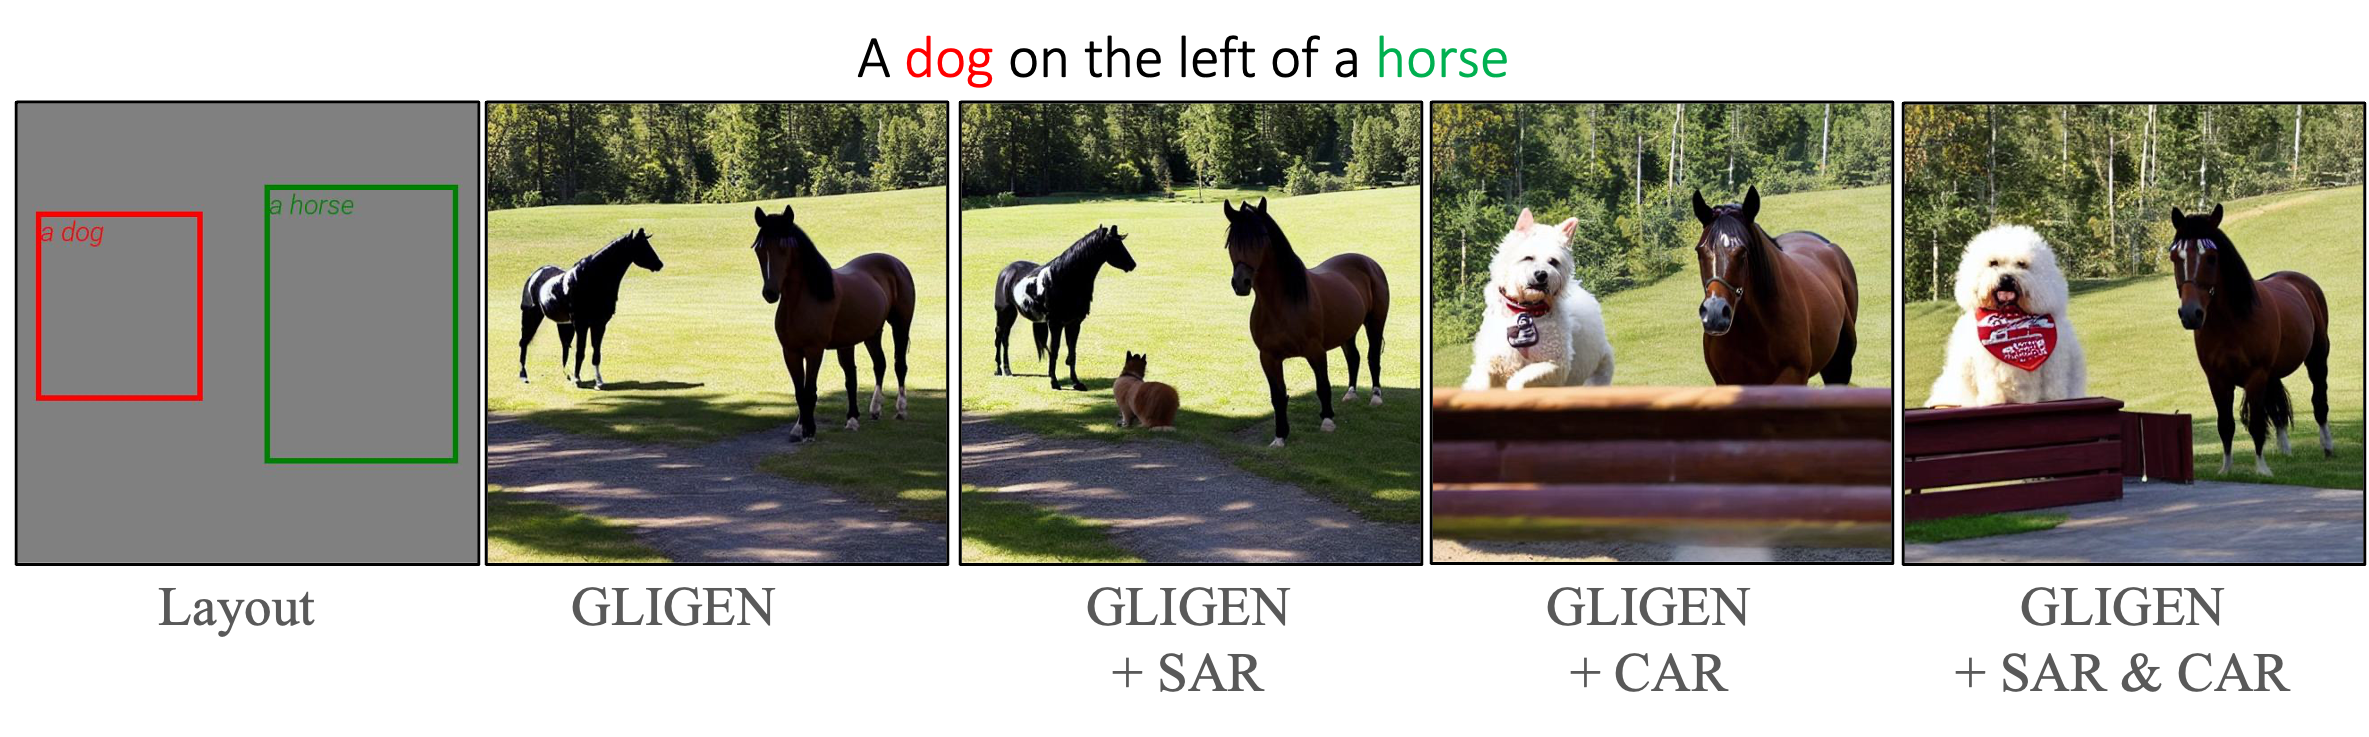 A dog on the left of a horse
a dog
a horse
Layout
GLIGEN
GLIGEN
+ SAR
GLIGEN
+ CAR
GLIGEN
+ SAR & CAR